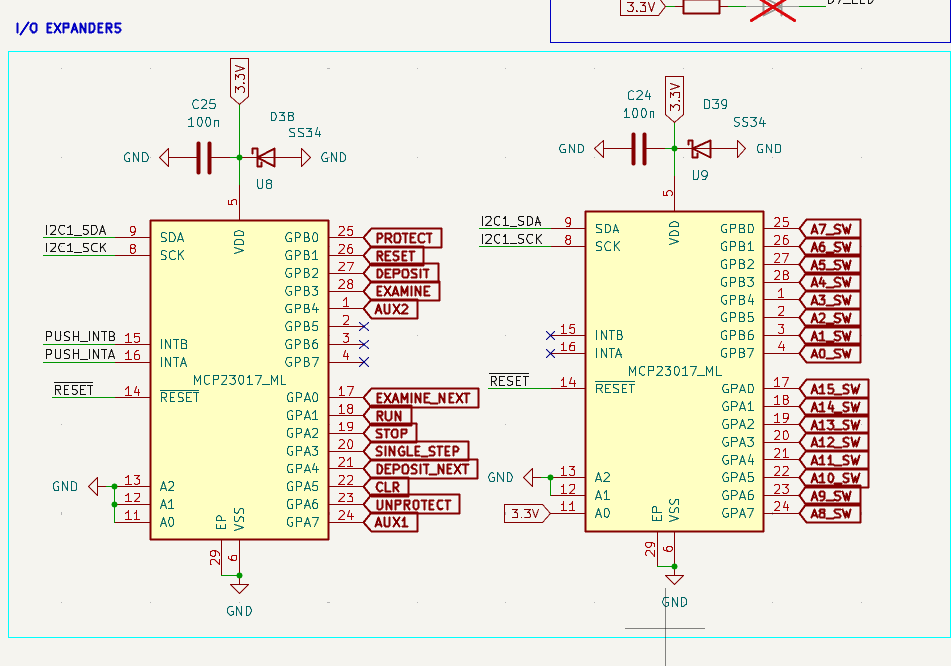 3.3V D7_LED
I/O EXPANDER5
3.3V
C25
100n
D38
SS34
GND
GND
U8
5
I2C1_SDA 9 SDA VDD GPB0 25 PROTECT
I2C1_SCK 8 SCK GPB1 26 RESET
GPB2 27 DEPOSIT
GPB3 28 EXAMINE
GPB4 1 AUX2
GPB5 2
PUSH_INTB 15 INTB GPB6 3
PUSH_INTA 16 INTA GPB7 4
MCP23017_ML
RESET 14 RESET GPA0 17 EXAMINE_NEXT
GPA1 18 RUN
GPA2 19 STOP
GPA3 20 SINGLE_STEP
GPA4 21 DEPOSIT_NEXT
GND 13 A2 GPA5 22 CLR
12 A1 GPA6 23 UNPROTECT
11 A0 EP VSS GPA7 24 AUX1
29 6
GND
3.3V
C24
100n
D39
SS34
GND
GND
U9
5
I2C1_SDA 9 SDA VDD GPB0 25 A7_SW
I2C1_SCK 8 SCK GPB1 26 A6_SW
GPB2 27 A5_SW
GPB3 28 A4_SW
GPB4 1 A3_SW
GPB5 2 A2_SW
15 INTB GPB6 3 A1_SW
16 INTA GPB7 4 A0_SW
MCP23017_ML
RESET 14 RESET GPA0 17 A15_SW
GPA1 18 A14_SW
GPA2 19 A13_SW
GPA3 20 A12_SW
GPA4 21 A11_SW
GND 13 A2 GPA5 22 A10_SW
12 A1 GPA6 23 A9_SW
3.3V 11 A0 EP VSS GPA7 24 A8_SW
29 6
GND